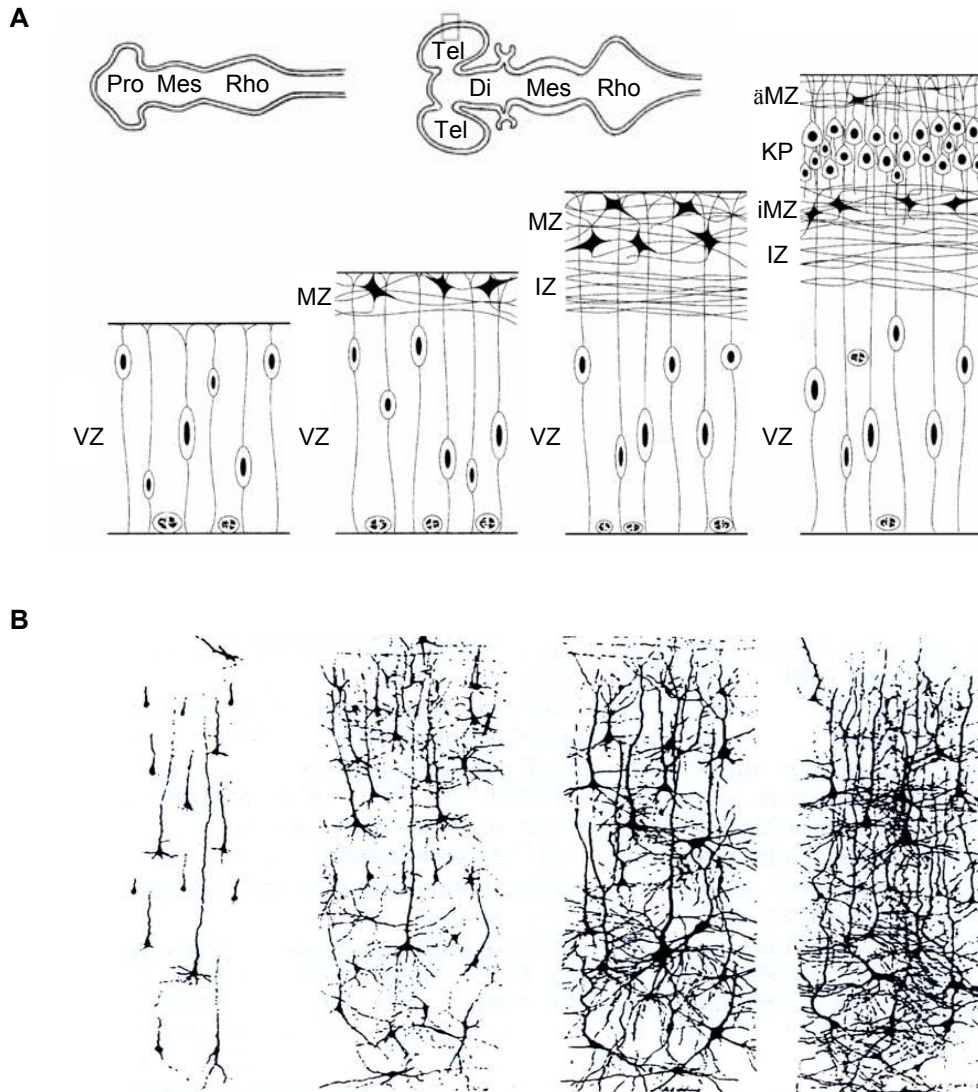 A
Pro Mes Rho
Tel
Di Mes Rho
Tel
äMZ
KP
iMZ
IZ
VZ
MZ
IZ
VZ
MZ
VZ
VZ
B